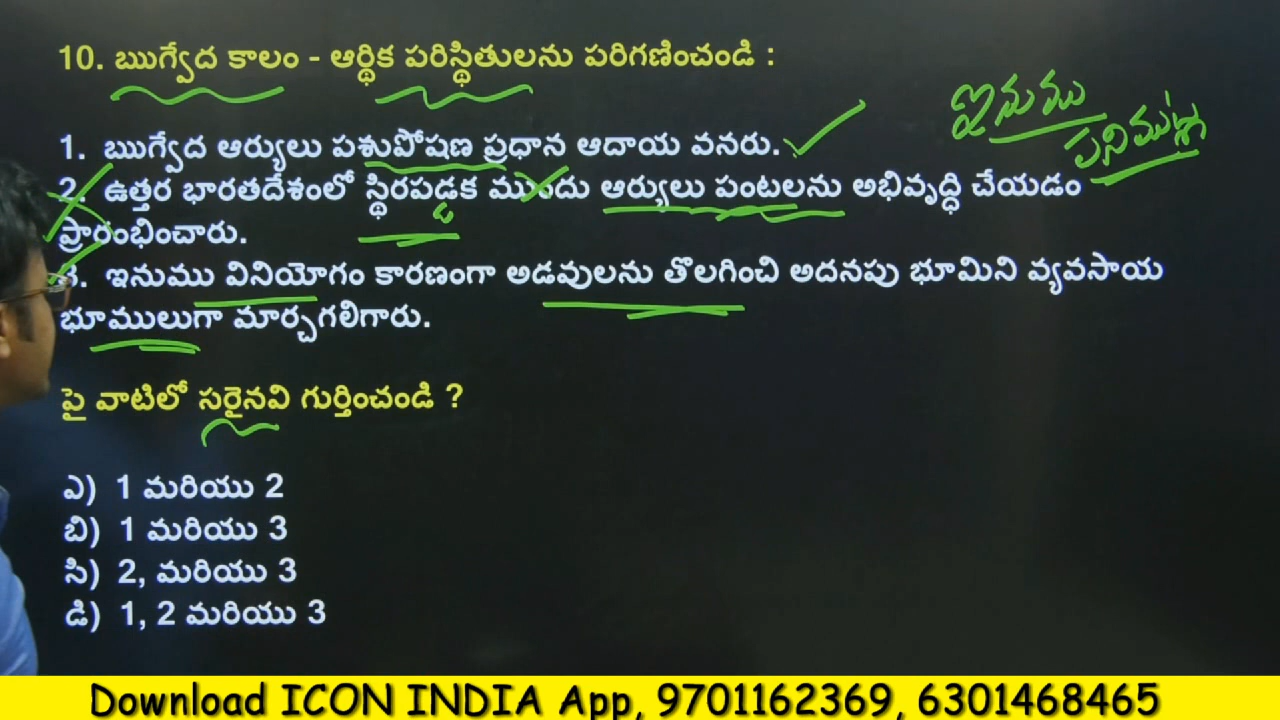 10. ఋగ్వేద కాలం - ఆర్థిక పరిస్థితులను పరిగణించండి :
ఇనుము
పనిముట్లు
1. ఋగ్వేద ఆర్యులు పశుపోషణ ప్రధాన ఆదాయ వనరు.
2. ఉత్తర భారతదేశంలో స్థిరపడ్డక ముందు ఆర్యులు పంటలను అభివృద్ధి చేయడం
ప్రారంభించారు.
3. ఇనుము వినియోగం కారణంగా అడవులను తొలగించి అదనపు భూమిని వ్యవసాయ
భూములుగా మార్చగలిగారు.
పై వాటిలో సరైనవి గుర్తించండి ?
ఎ) 1 మరియు 2
బి) 1 మరియు 3
సి) 2, మరియు 3
డి) 1, 2 మరియు 3
Download ICON INDIA App, 9701162369, 6301468465